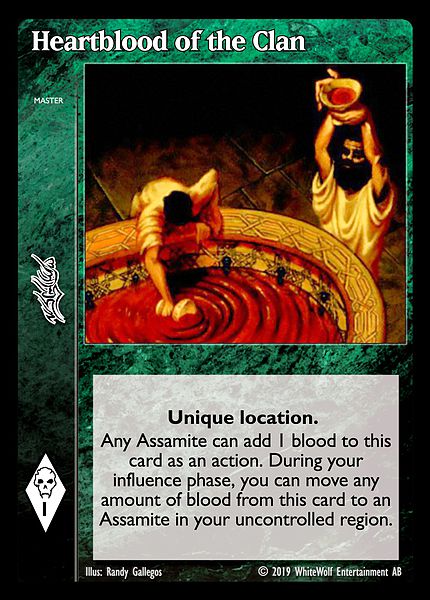 Heartblood of the Clan
MASTER
Unique location.
Any Assamite can add 1 blood to this
card as an action. During your
influence phase, you can move any
amount of blood from this card to an
Assamite in your uncontrolled region.
1
Illus: Randy Gallegos
© 2019 WhiteWolf Entertainment AB